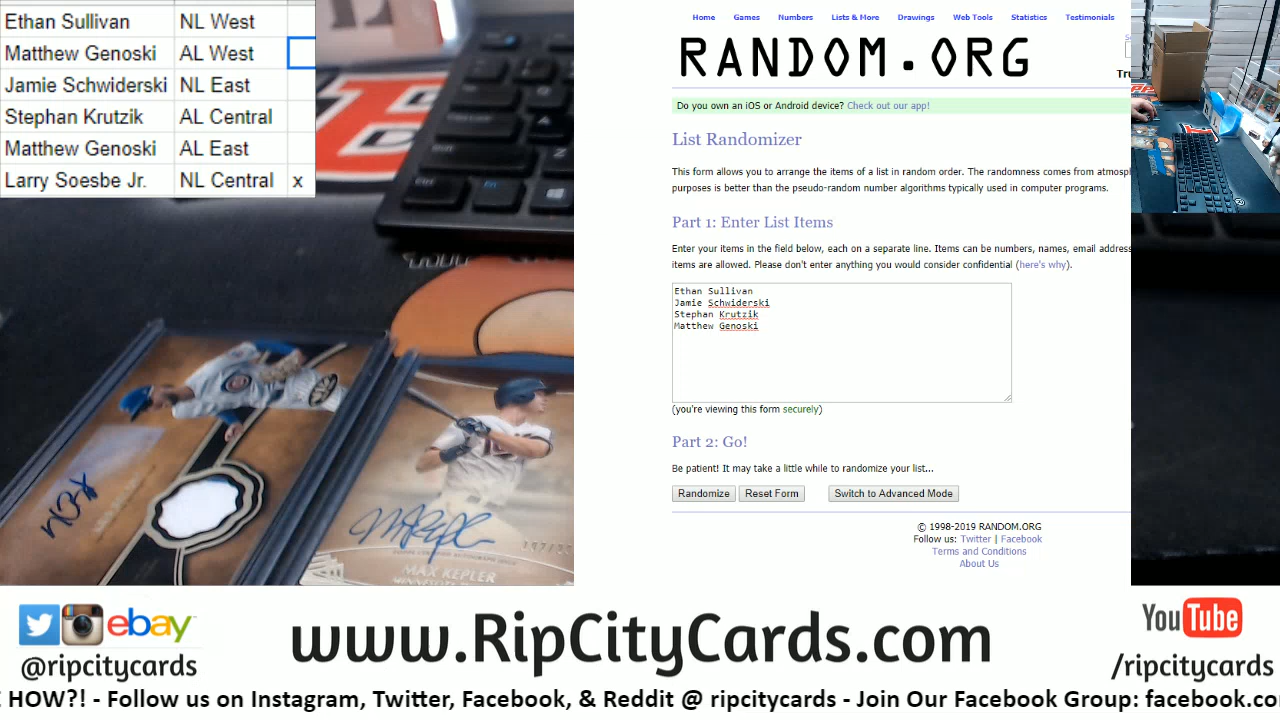 Ethan Sullivan NL West
Matthew Genoski AL West
Jamie Schwiderski NL East
Stephan Krutzik AL Central
Matthew Genoski AL East
Larry Soesbe Jr. NL Central x
Home Games Numbers Lists & More Drawings Web Tools Statistics Testimonials
RANDOM.ORG
Tru
Do you own an iOS or Android device? Check out our app!
List Randomizer
This form allows you to arrange the items of a list in random order. The randomness comes from atmosph
purposes is better than the pseudo-random number algorithms typically used in computer programs.
Part 1: Enter List Items
Enter your items in the field below, each on a separate line. Items can be numbers, names, email address
items are allowed. Please don't enter anything you would consider confidential (here's why).
Ethan Sullivan
Jamie Schwiderski
Stephan Krutzik
Matthew Genoski
(you're viewing this form securely)
Part 2: Go!
Be patient! It may take a little while to randomize your list...
Randomize Reset Form Switch to Advanced Mode
© 1998-2019 RANDOM.ORG
Follow us: Twitter | Facebook
Terms and Conditions
About Us
MAX KEPLER
ebay
@ripcitycards
www.RipCityCards.com
YouTube
/ripcitycards
HOW?! - Follow us on Instagram, Twitter, Facebook, & Reddit @ ripcitycards - Join Our Facebook Group: facebook.co